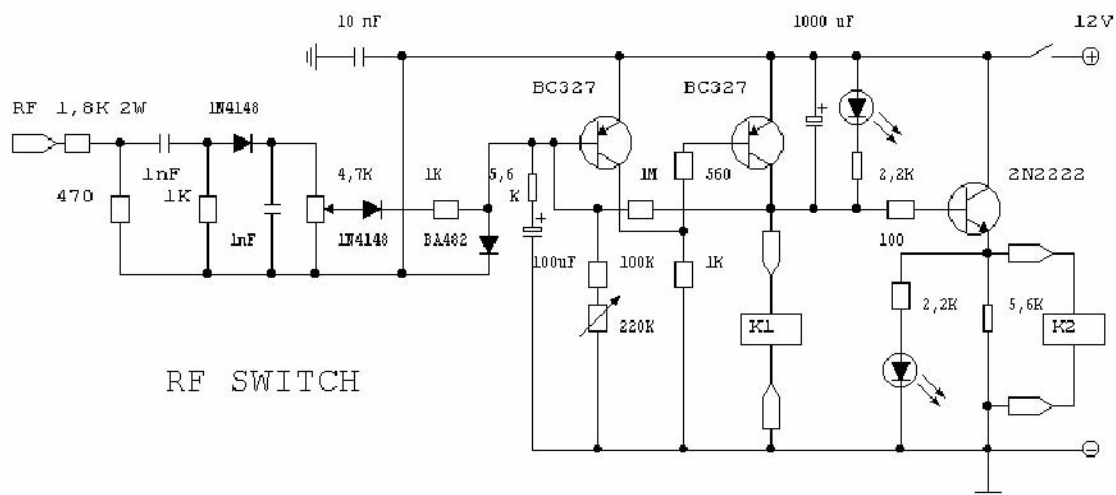 10 nF 1000 uF 12V
BC327 BC327
RF 1,8K 2W 1N4148
1nF 4,7K 1K 5,6 1M 560 2,2K 2N2222
470 1K K
1nF 1N4148 BA482 100
100uF 100K 1K 2,2K 5,6K
220K K1 K2
RF SWITCH